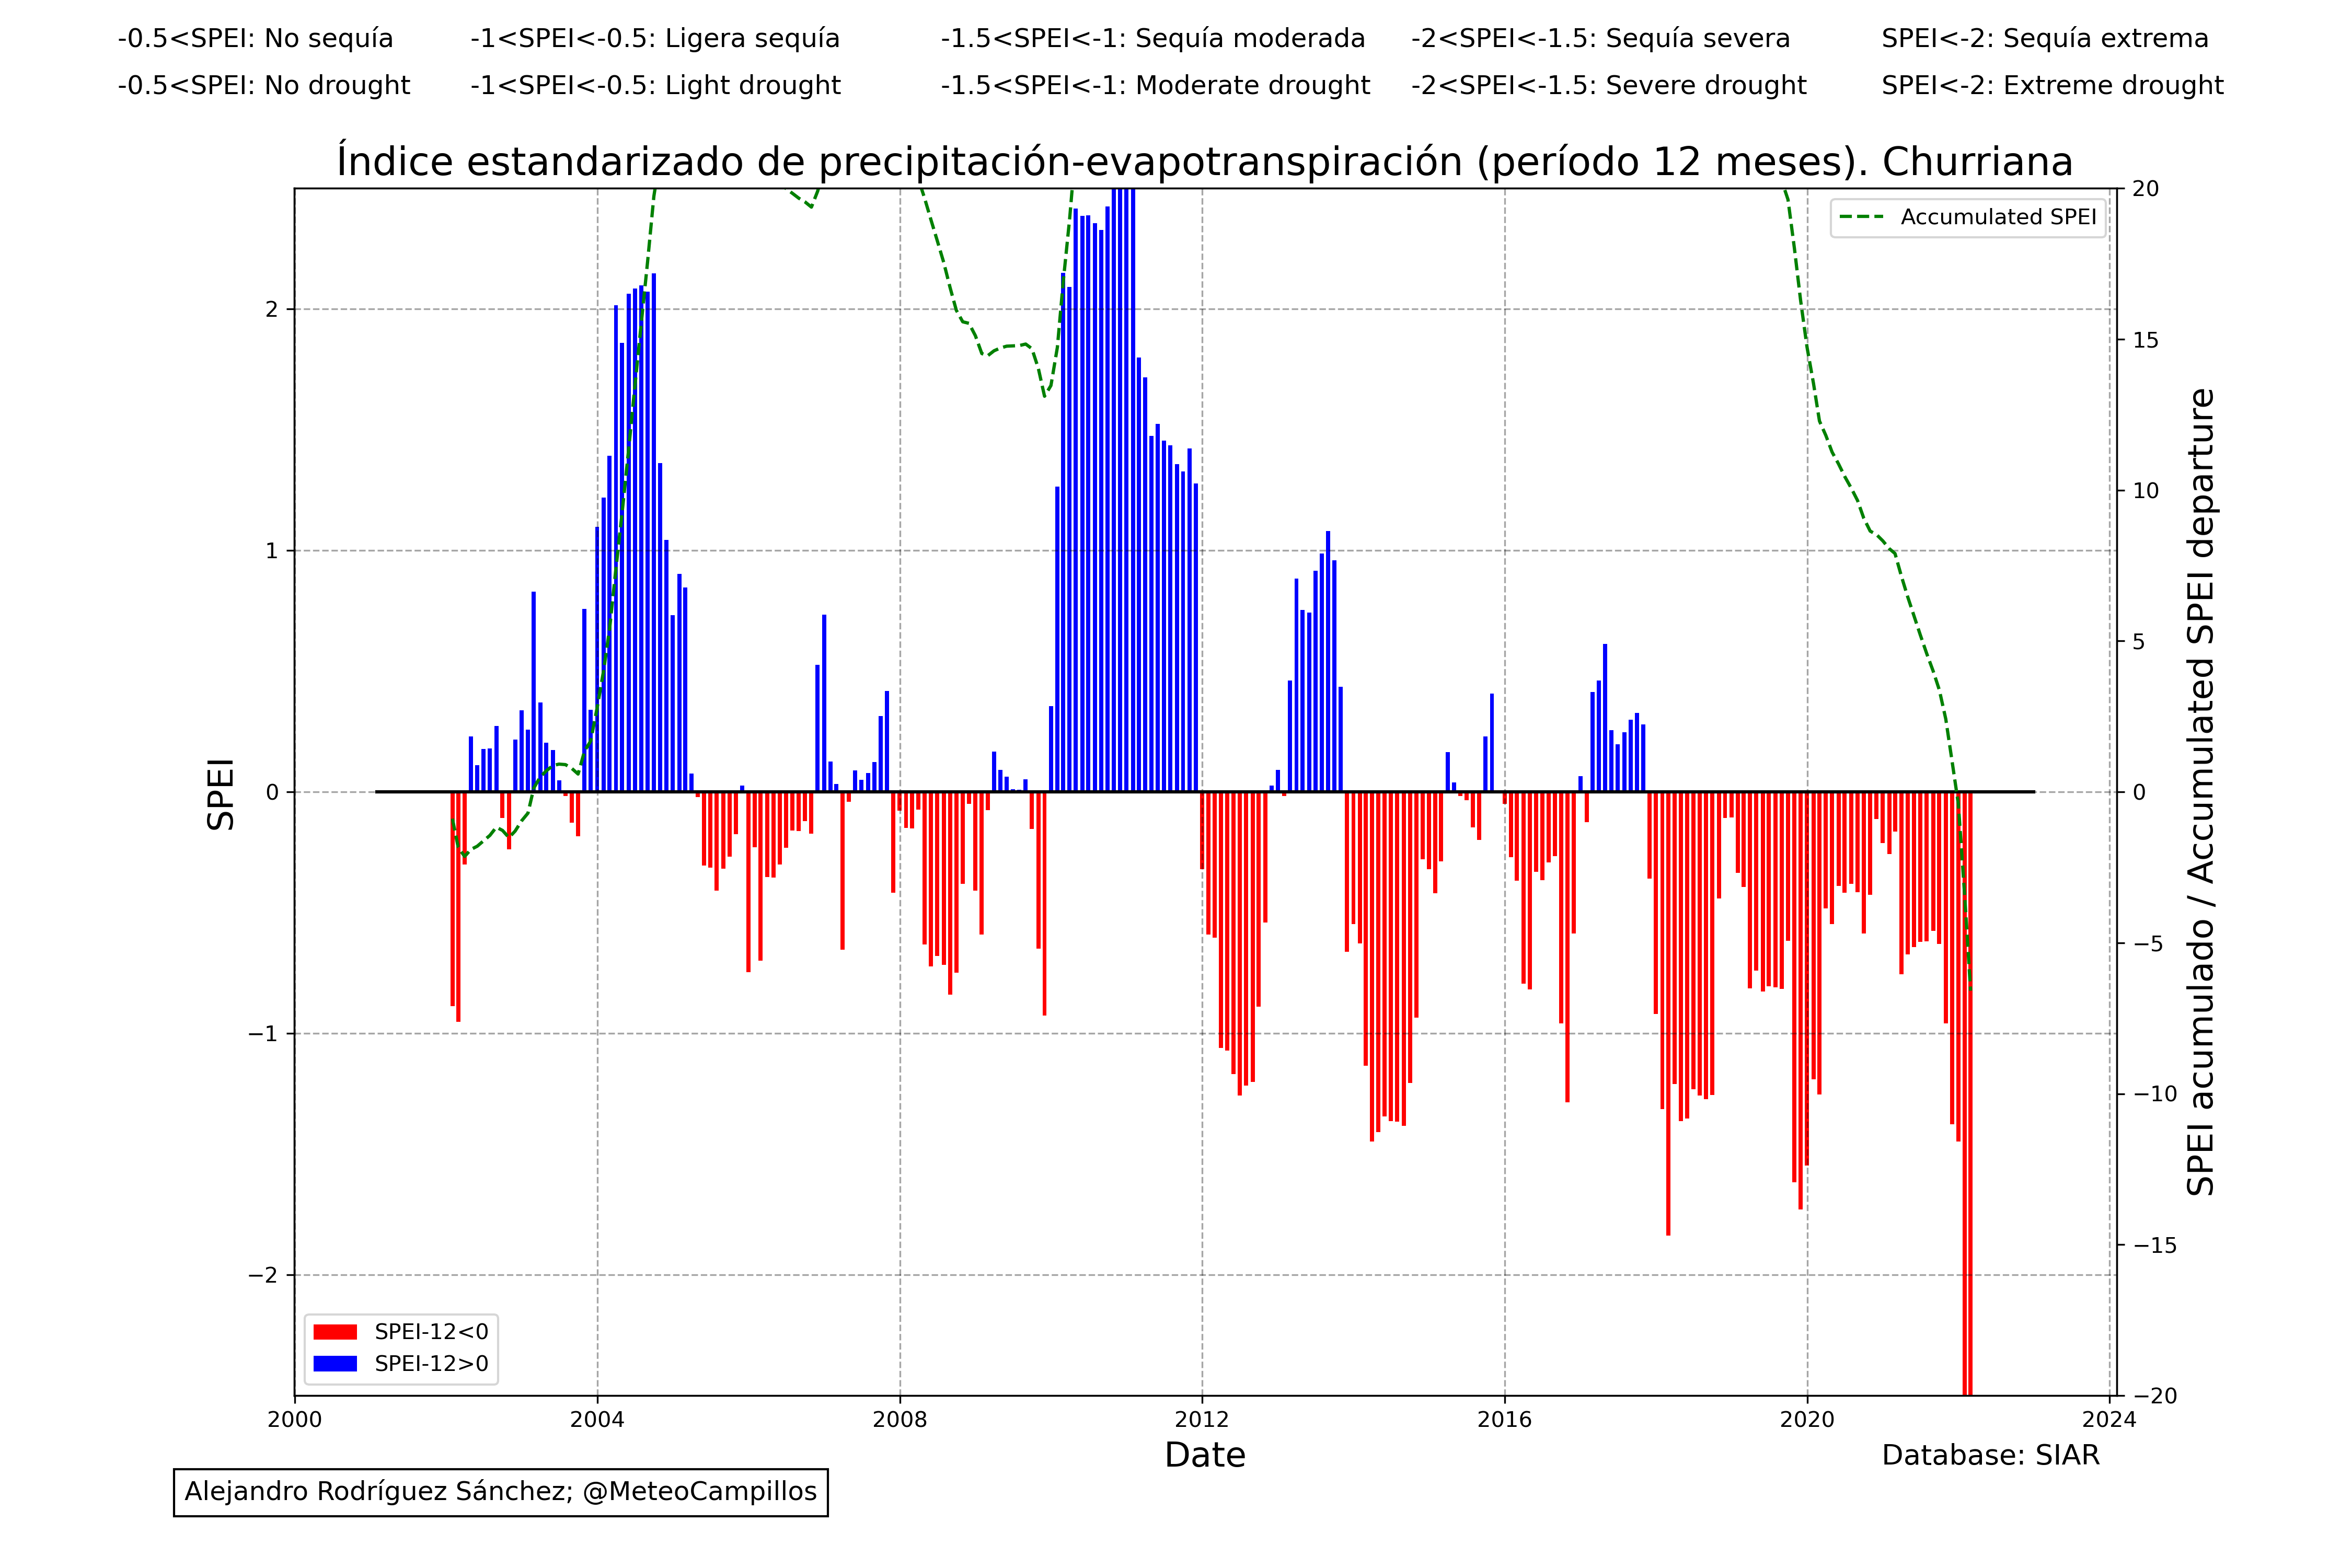 -0.5<SPEI: No sequía -1<SPEI<-0.5: Ligera sequía -1.5<SPEI<-1: Sequía moderada -2<SPEI<-1.5: Sequía severa SPEI<-2: Sequía extrema
-0.5<SPEI: No drought -1<SPEI<-0.5: Light drought -1.5<SPEI<-1: Moderate drought -2<SPEI<-1.5: Severe drought SPEI<-2: Extreme drought
Índice estandarizado de precipitación-evapotranspiración (período 12 meses). Churriana
Accumulated SPEI
SPEI
2
1
0
−1
−2
20
15
10
5
0
−5
−10
−15
−20
SPEI acumulado / Accumulated SPEI departure
SPEI-12<0
SPEI-12>0
2000 2004 2008 2012 2016 2020 2024
Date
Database: SIAR
Alejandro Rodríguez Sánchez; @MeteoCampillos